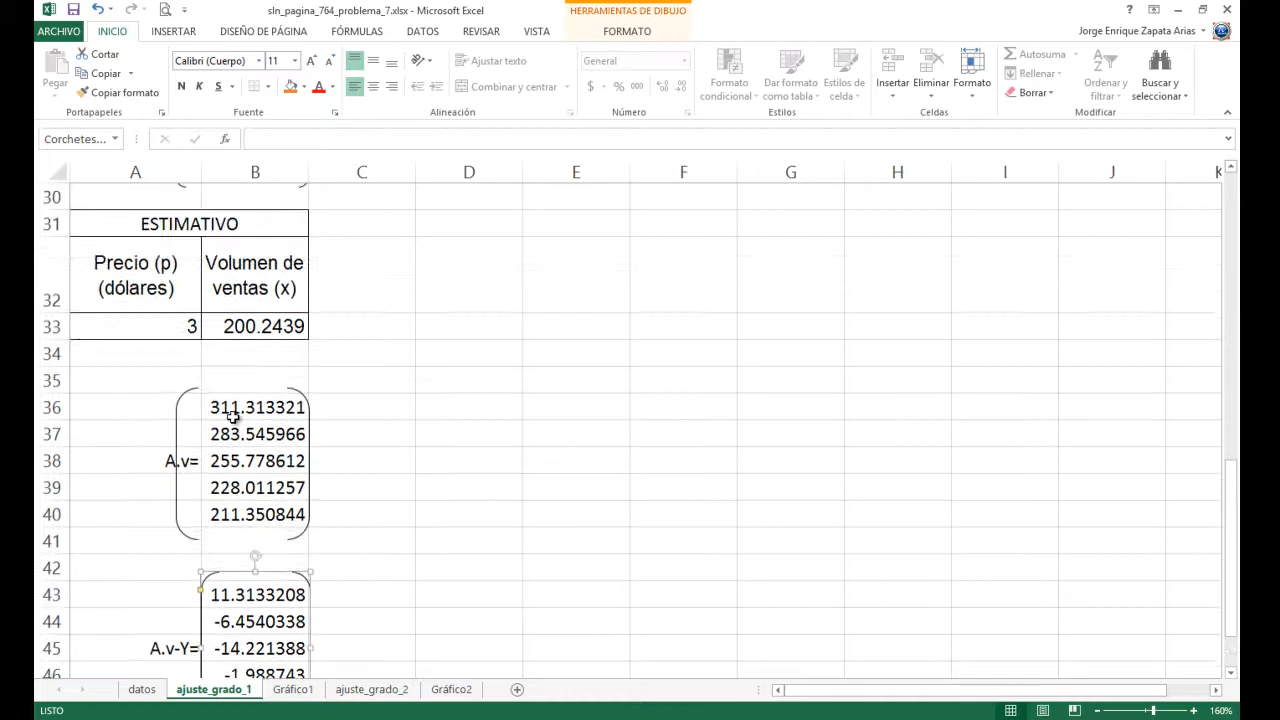 sln_pagina_764_problema_7.xlsx - Microsoft Excel
HERRAMIENTAS DE DIBUJO
ARCHIVO INICIO INSERTAR DISEÑO DE PÁGINA FÓRMULAS DATOS REVISAR VISTA FORMATO Jorge Enrique Zapata Arias
Pegar
Cortar
Copiar
Copiar formato
Portapapeles
Calibri (Cuerpo) 11
N K S
Fuente
Ajustar texto
Combinar y centrar
Alineación
General
$ % 000
Número
Formato condicional
Dar formato como tabla
Estilos de celda
Estilos
Insertar Eliminar Formato
Celdas
Autosuma
Rellenar
Borrar
Ordenar y filtrar
Buscar y seleccionar
Modificar
Corchetes...
A B C D E F G H I J K
30
31 ESTIMATIVO
32 Precio (p) (dólares) Volumen de ventas (x)
33 3 200.2439
34
35
36 311.313321
37 283.545966
38 A.v= 255.778612
39 228.011257
40 211.350844
41
42
43 11.3133208
44 -6.4540338
45 A.v-Y= -14.221388
46 -1.988743
datos ajuste_grado_1 Gráfico1 ajuste_grado_2 Gráfico2
LISTO 160%